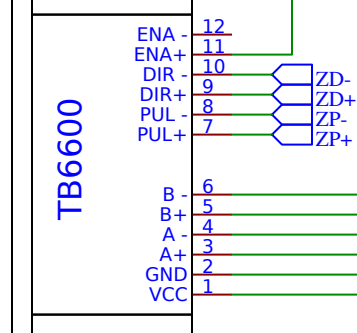 TB6600
ENA - 12
ENA+ 11
DIR - 10 ZD-
DIR+ 9 ZD+
PUL - 8 ZP-
PUL+ 7 ZP+
B - 6
B+ 5
A - 4
A+ 3
GND 2
VCC 1